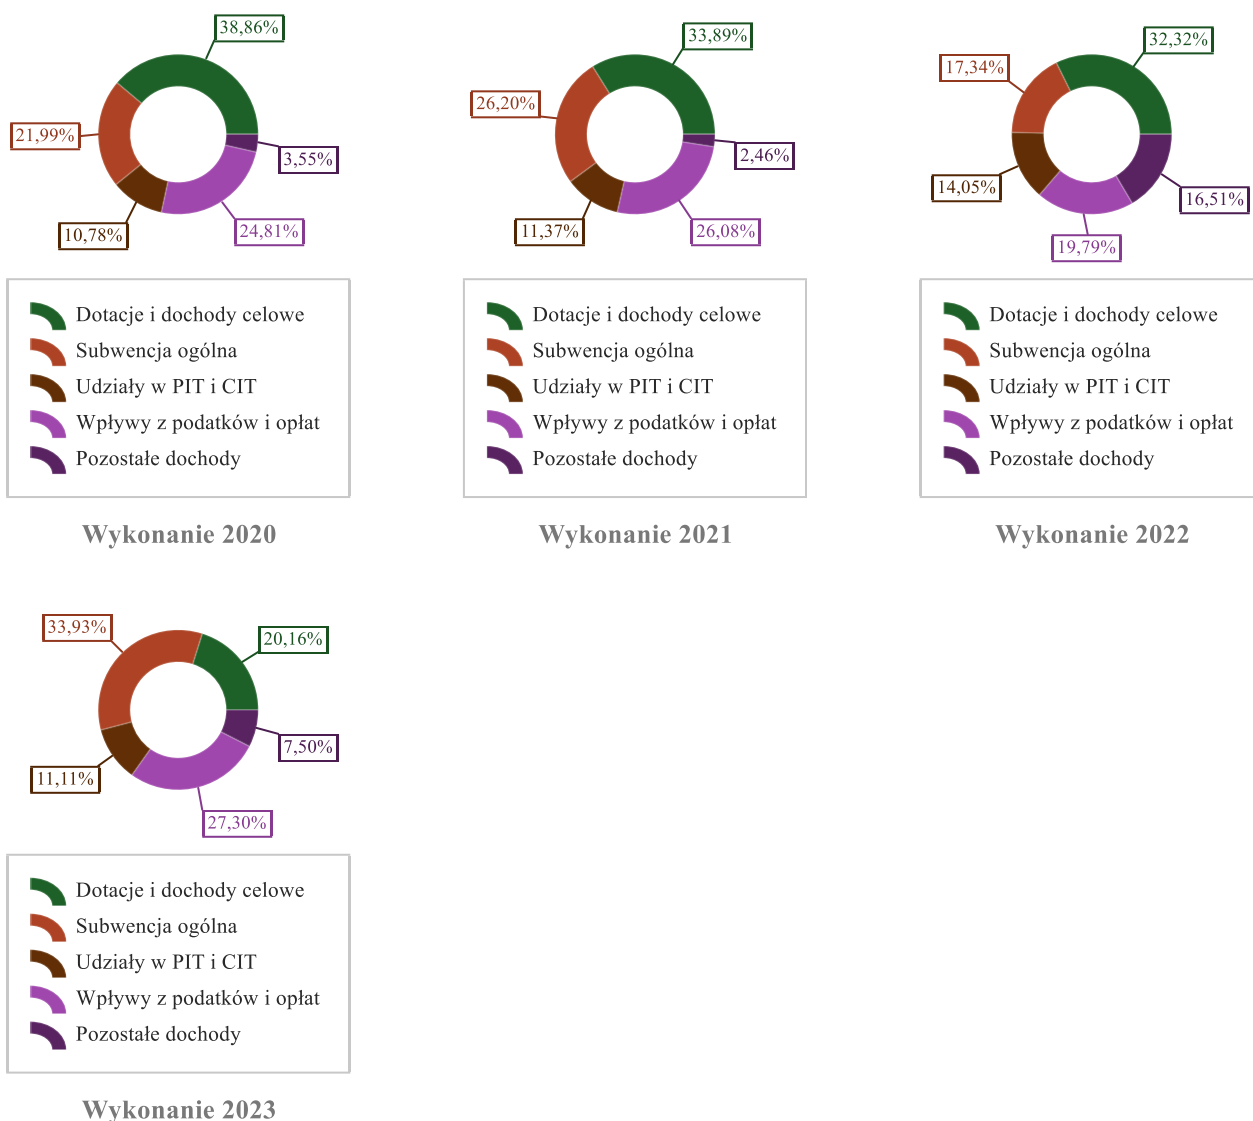 38,86%
21,99%
3,55%
10,78%
24,81%
Dotacje i dochody celowe
Subwencja ogólna
Udziały w PIT i CIT
Wpływy z podatków i opłat
Pozostałe dochody
Wykonanie 2020
33,89%
26,20%
2,46%
11,37%
26,08%
Dotacje i dochody celowe
Subwencja ogólna
Udziały w PIT i CIT
Wpływy z podatków i opłat
Pozostałe dochody
Wykonanie 2021
32,32%
17,34%
14,05%
16,51%
19,79%
Dotacje i dochody celowe
Subwencja ogólna
Udziały w PIT i CIT
Wpływy z podatków i opłat
Pozostałe dochody
Wykonanie 2022
33,93%
20,16%
7,50%
11,11%
27,30%
Dotacje i dochody celowe
Subwencja ogólna
Udziały w PIT i CIT
Wpływy z podatków i opłat
Pozostałe dochody
Wykonanie 2023